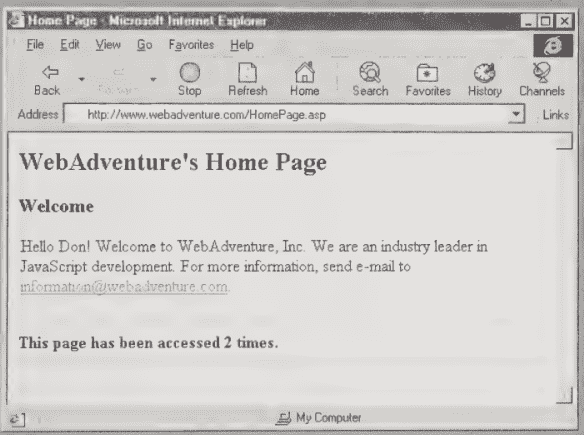 Home Page - Microsoft Internet Explorer
File Edit View Go Favorites Help
Back Forward Stop Refresh Home Search Favorites History Channels
Address http://www.webadventure.com/HomePage.asp Links
WebAdventure's Home Page
Welcome
Hello Don! Welcome to WebAdventure, Inc. We are an industry leader in
JavaScript development. For more information, send e-mail to
information@webadventure.com.
This page has been accessed 2 times.
My Computer